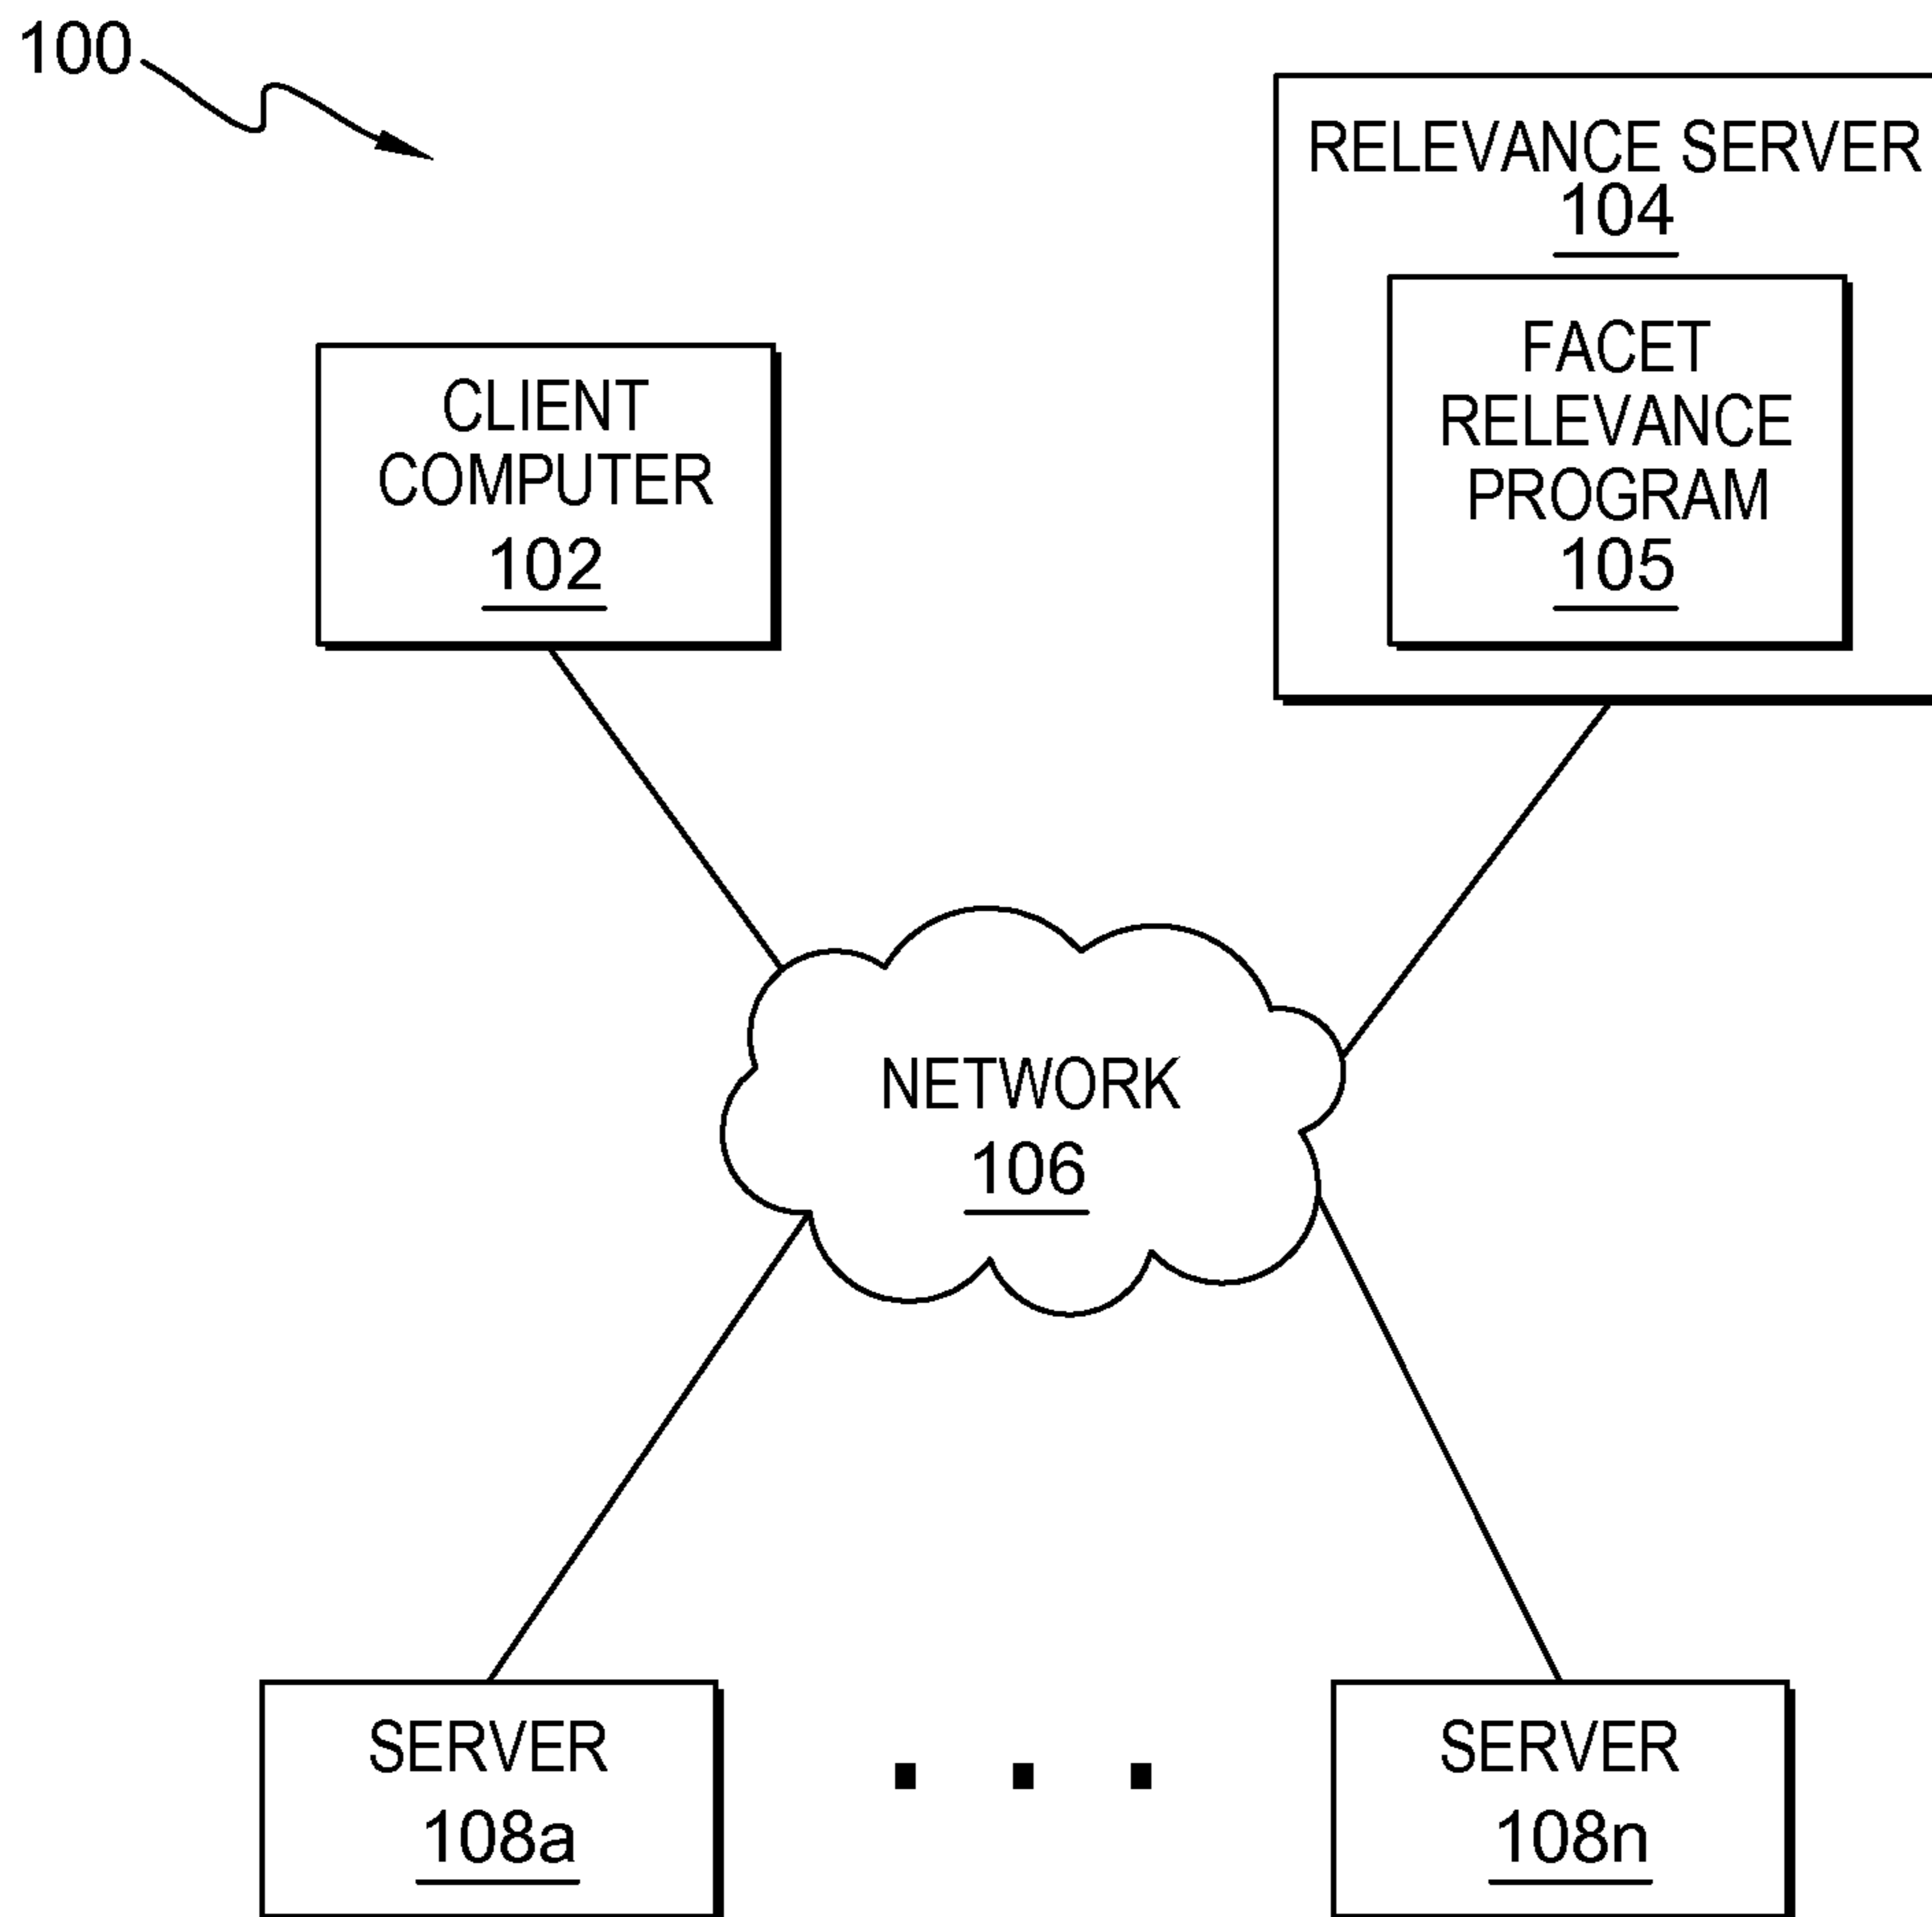 100
RELEVANCE SERVER
104
FACET
RELEVANCE
PROGRAM
105
CLIENT
COMPUTER
102
NETWORK
106
SERVER
108a
. . .
SERVER
108n